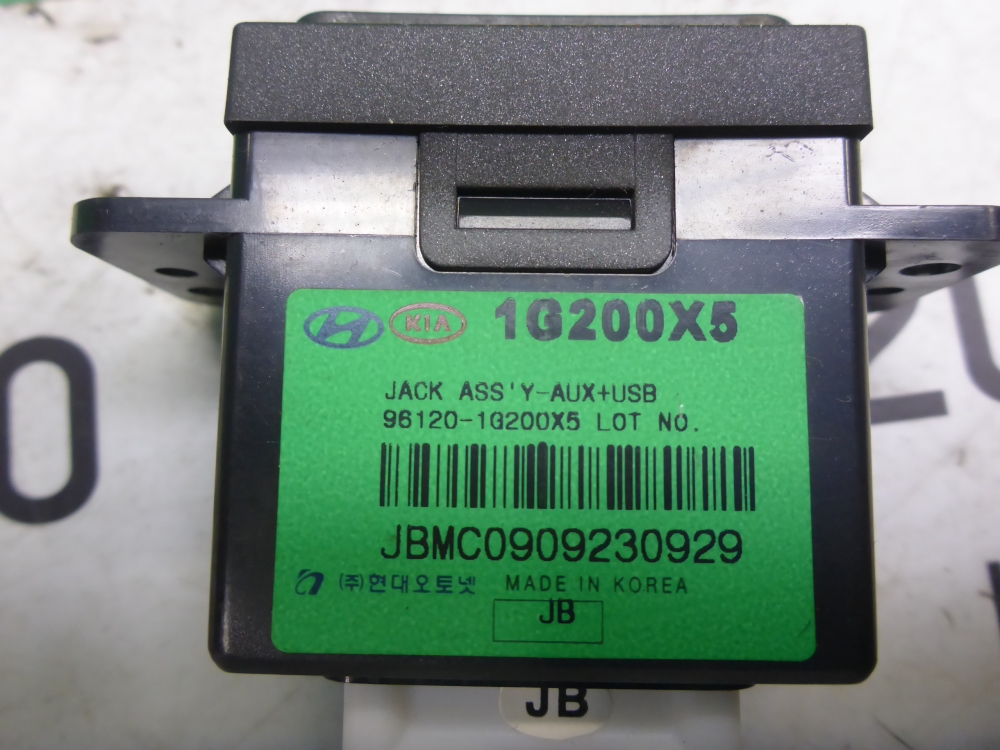 KIA 1G200X5
JACK ASS'Y-AUX+USB
96120-1G200X5 LOT NO.
JBMC0909230929
(주)현대오토넷 MADE IN KOREA
JB
JB